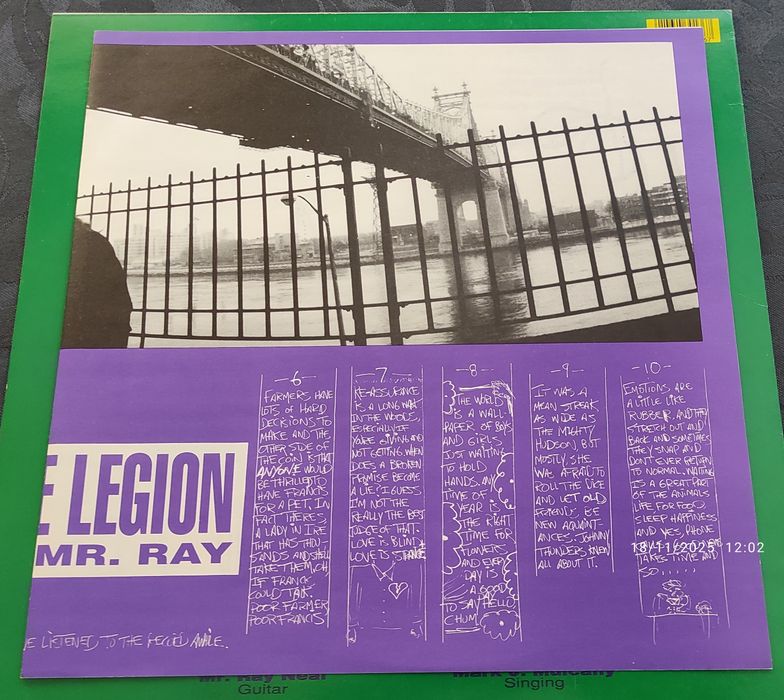 -6-
FARMERS HAVE
LOTS OF HARD
DECISIONS TO
MAKE AND THE
OTHER SIDE OF
THE COIN IS THAT
ANYONE WOULD
BE THRILLED TO
HAVE FRANCIS
FOR A PET, IN
FACT THERE'S
A LADY IN IRE
THAT HAS THOU-
SANDS AND SHE'LL
TAKE THEM, OH
IF FRANCIS
COULD TALK.
POOR FARMER
POOR FRANCIS
-7-
RE-ASSURANCE
IS A LONG WAY
IN THE WOODS,
ESPECIALLY IF
YOU'RE GIVING AND
NOT GETTING. WHEN
DOES A BROKEN
PROMISE BECOME
A LIE? I GUESS
I'M NOT THE
REALLY THE BEST
JUDGE OF THAT.
LOVE IS BLIND
LOVE IS STRANGE
-8-
THE WORLD
IS A WALL
PAPER OF BOYS
AND GIRLS
JUST WAITING
TO HOLD
HANDS. ANY
TIME OF
YEAR IS
THE RIGHT
TIME FOR
FLOWERS
AND EVERY
DAY IS A
DAY
TO SAY HELLO
CHUM
-9-
IT WAS A
MEAN STREAK
AS WIDE AS
THE MIGHTY
HUDSON, BUT
MOSTLY SHE
WAS AFRAID TO
ROLL THE DICE
AND LET OLD
FRIENDS, BE
NEW AQUAINT-
ANCES. JOHNNY
THUNDERS KNEW
ALL ABOUT IT.
-10-
EMOTIONS ARE
A LITTLE LIKE
RUBBER. AND THEY
STRETCH OUT AND
BACK AND SOMETIMES
THEY SNAP AND
DON'T EVER RETURN
TO NORMAL. WAITING
IS A GREAT PART
OF THE ANIMALS
LIFE FOR FOOD
SLEEP HAPPINESS
AND YES, PHONE
TAKES TIME AND
SO.....
E LEGION
MR. RAY
E LISTENED TO THE RECORD AWILE.
18/11/2025 12:02
Mr. Ray Neal
Guitar
Mark J. Mulcahy
Singing